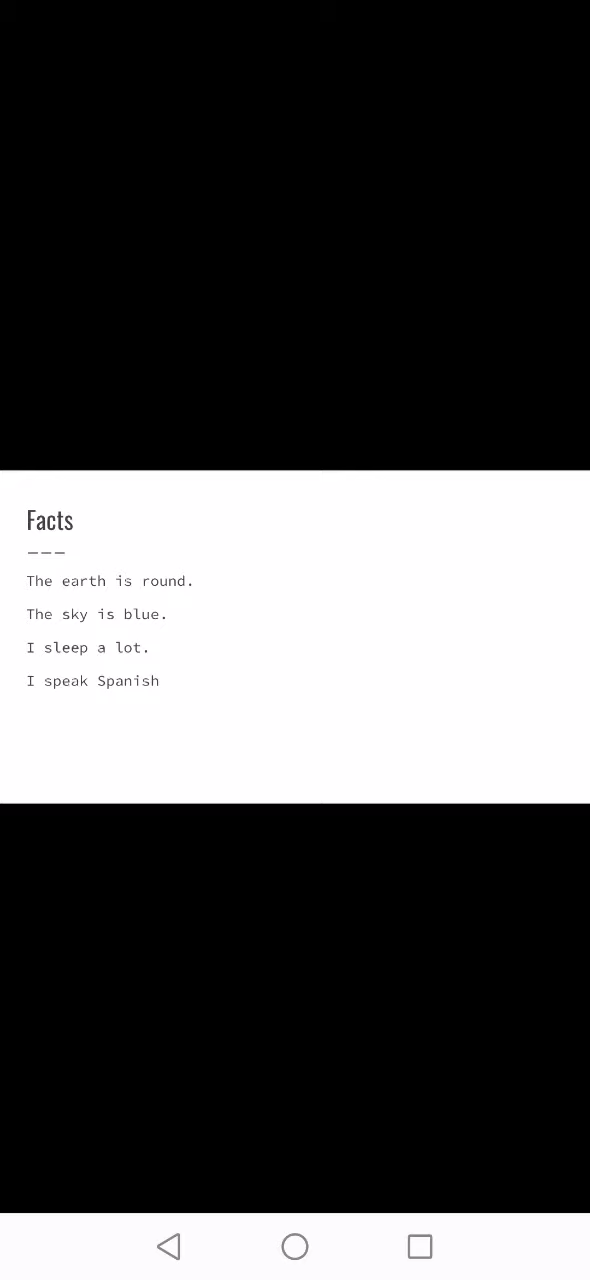 Facts
———
The earth is round.
The sky is blue.
I sleep a lot.
I speak Spanish